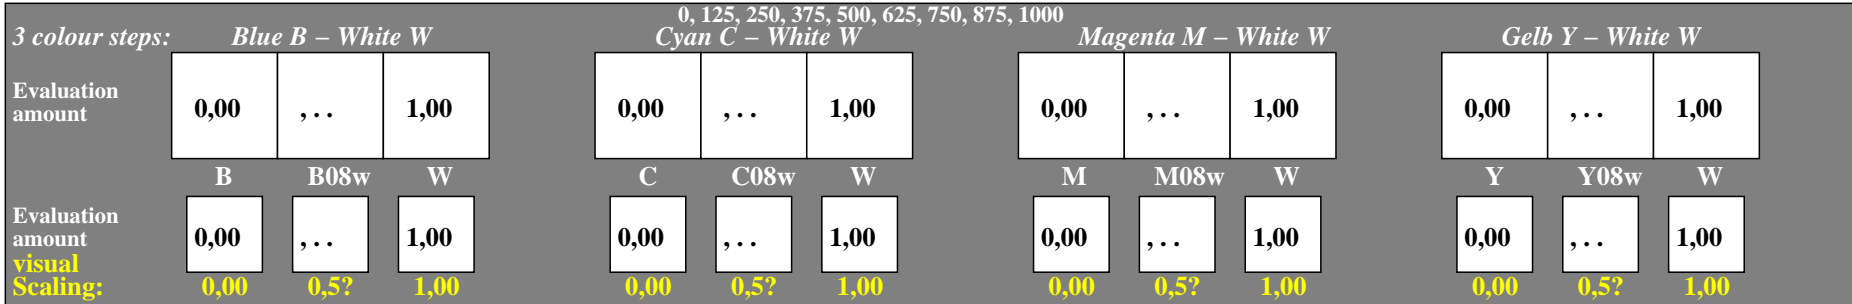 0, 125, 250, 375, 500, 625, 750, 875, 1000
3 colour steps: Blue B – White W Cyan C – White W Magenta M – White W Gelb Y – White W
Evaluation
amount
0,00 , . . 1,00 0,00 , . . 1,00 0,00 , . . 1,00 0,00 , . . 1,00
B B08w W C C08w W M M08w W Y Y08w W
Evaluation
amount
0,00 , . . 1,00 0,00 , . . 1,00 0,00 , . . 1,00 0,00 , . . 1,00
visual
Scaling: 0,00 0,5? 1,00 0,00 0,5? 1,00 0,00 0,5? 1,00 0,00 0,5? 1,00